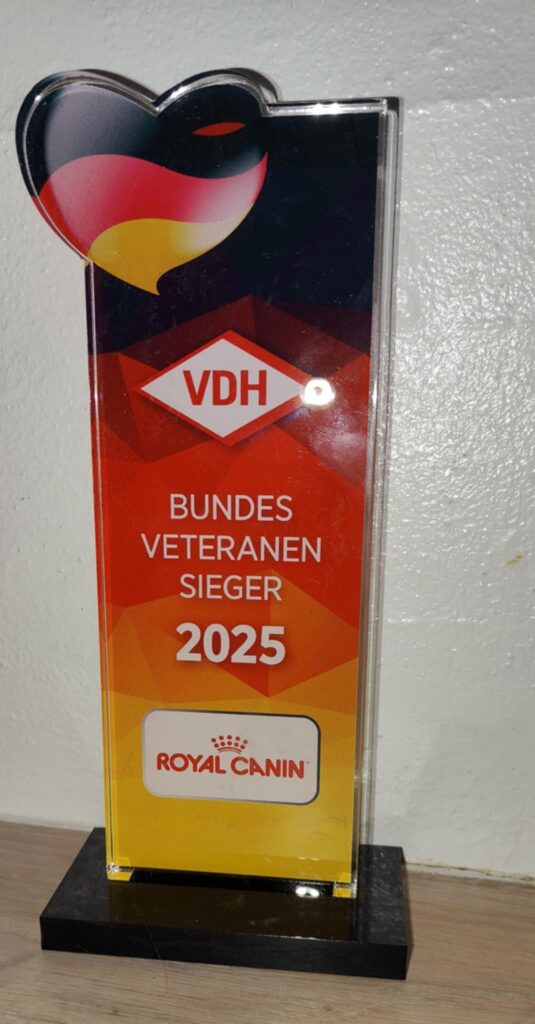 VDH
BUNDES
VETERANEN
SIEGER
2025
ROYAL CANIN